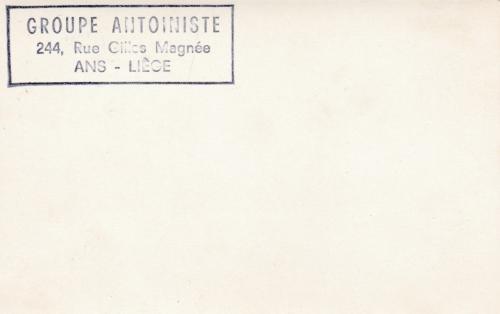 GROUPE ANTOINISTE
244, Rue Gilles Magnée
ANS - LIÈGE